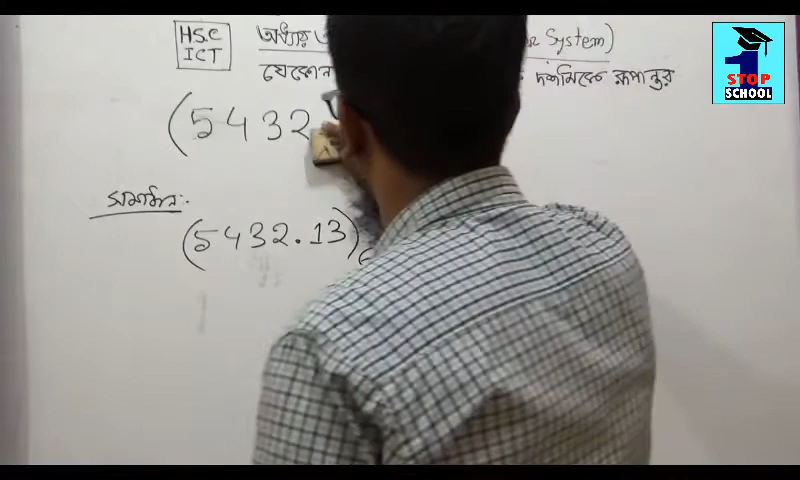 HSC
ICT
অধ্যায়
System)
যেকোন
দশমিকে রূপান্তর
1
STOP
SCHOOL
(5432
সমাধান:-
(5432.13)